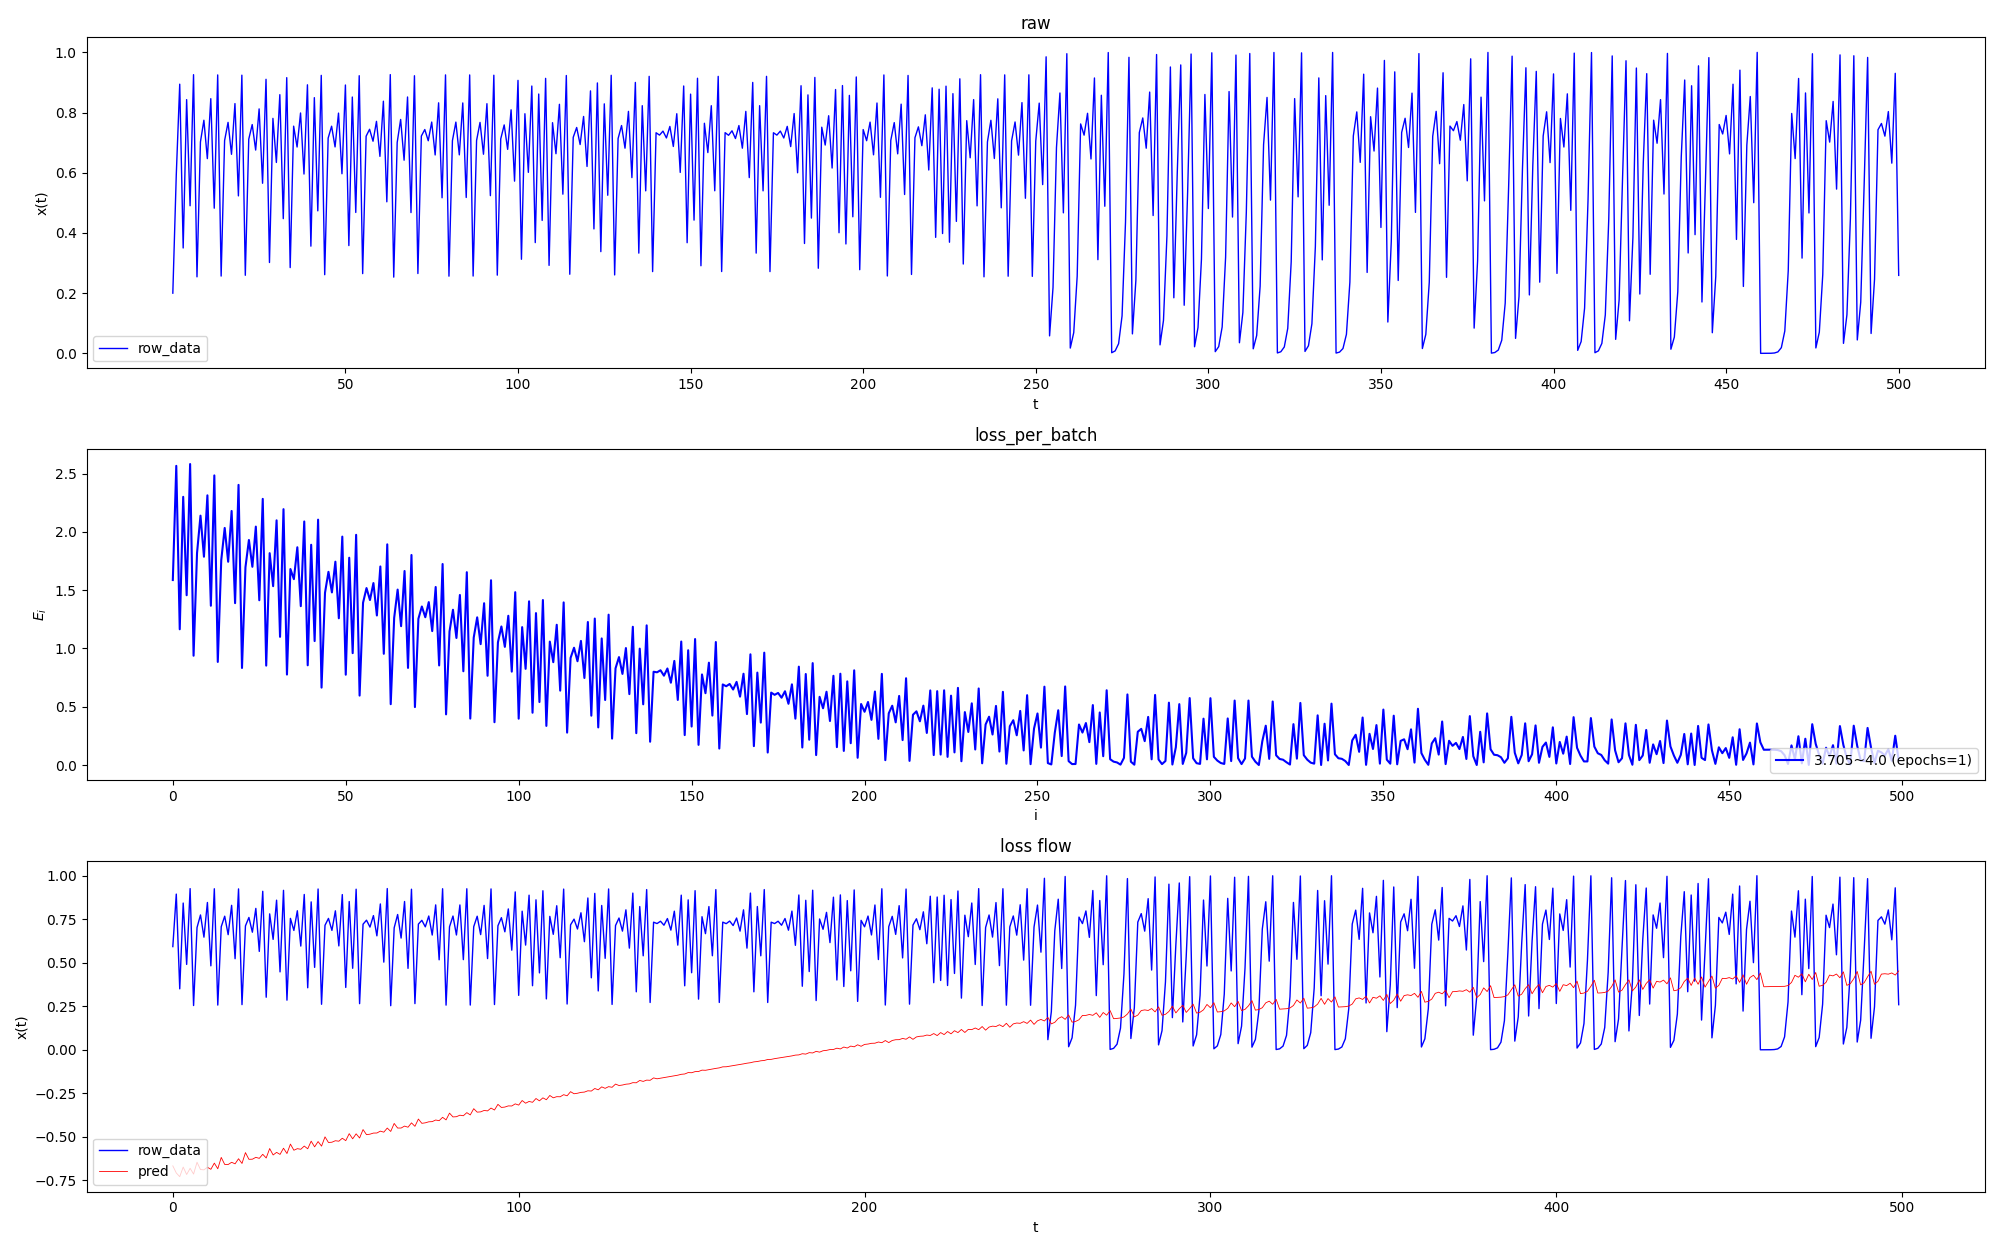 raw
x(t)
1.0
0.8
0.6
0.4
0.2
0.0
row_data
50 100 150 200 250 300 350 400 450 500
t
loss_per_batch
E_i
2.5
2.0
1.5
1.0
0.5
0.0
3.705~4.0 (epochs=1)
0 50 100 150 200 250 300 350 400 450 500
i
loss flow
x(t)
1.00
0.75
0.50
0.25
0.00
−0.25
−0.50
−0.75
row_data
pred
0 100 200 300 400 500
t